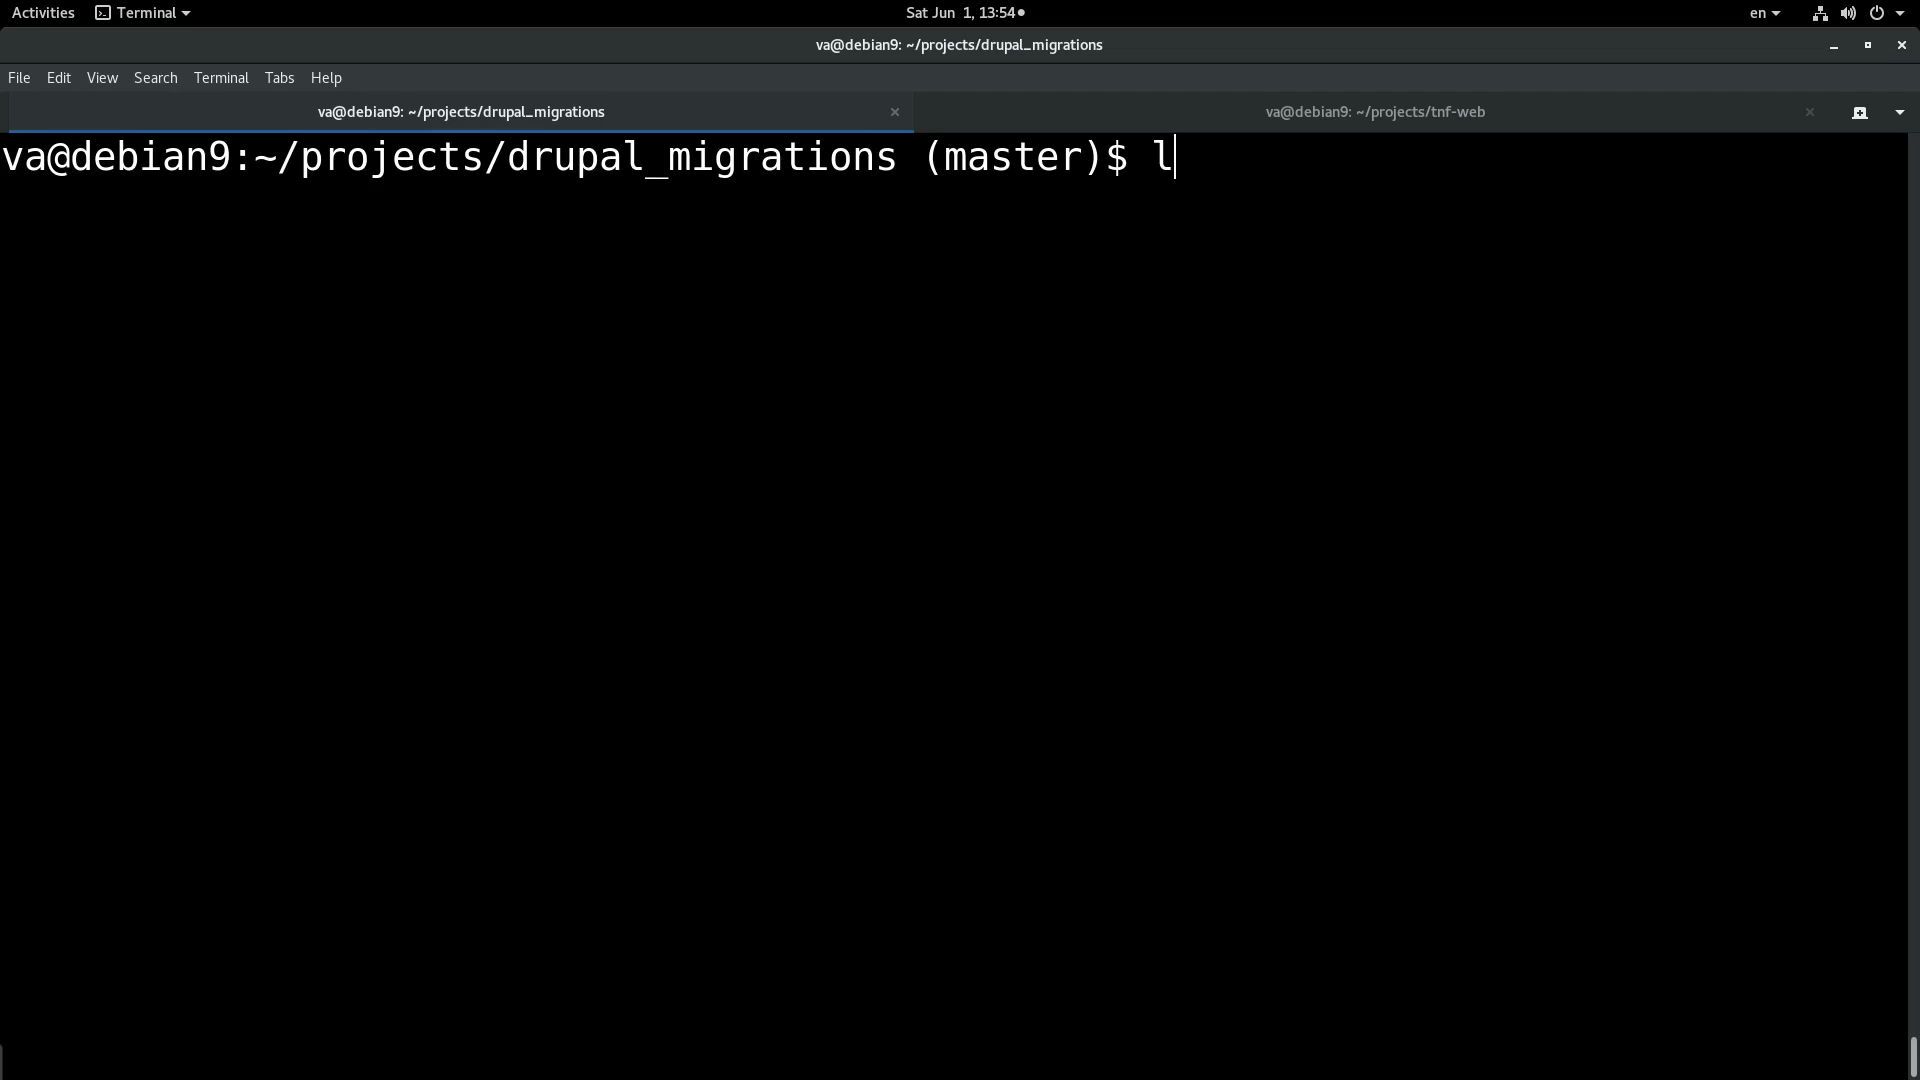 Activities Terminal Sat Jun 1, 13:54 en
va@debian9: ~/projects/drupal_migrations
File Edit View Search Terminal Tabs Help
va@debian9: ~/projects/drupal_migrations va@debian9: ~/projects/tnf-web
va@debian9:~/projects/drupal_migrations (master)$ l